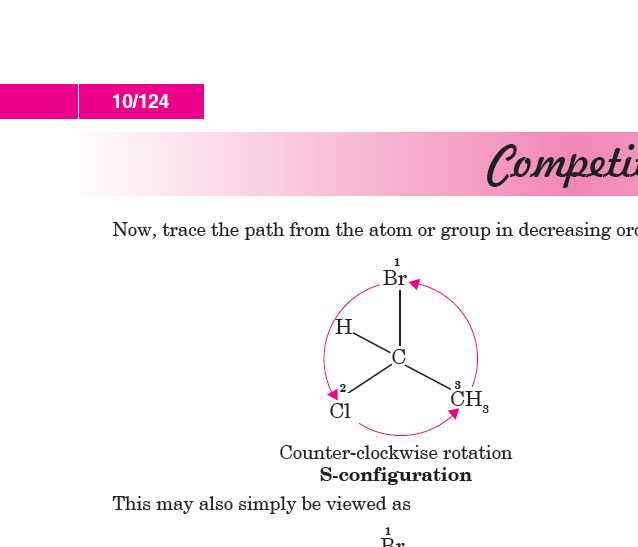 10/124
Competi
Now, trace the path from the atom or group in decreasing ord
1
Br
H
C
2
3
Cl
CH3
Counter-clockwise rotation
S-configuration
This may also simply be viewed as
1
Br